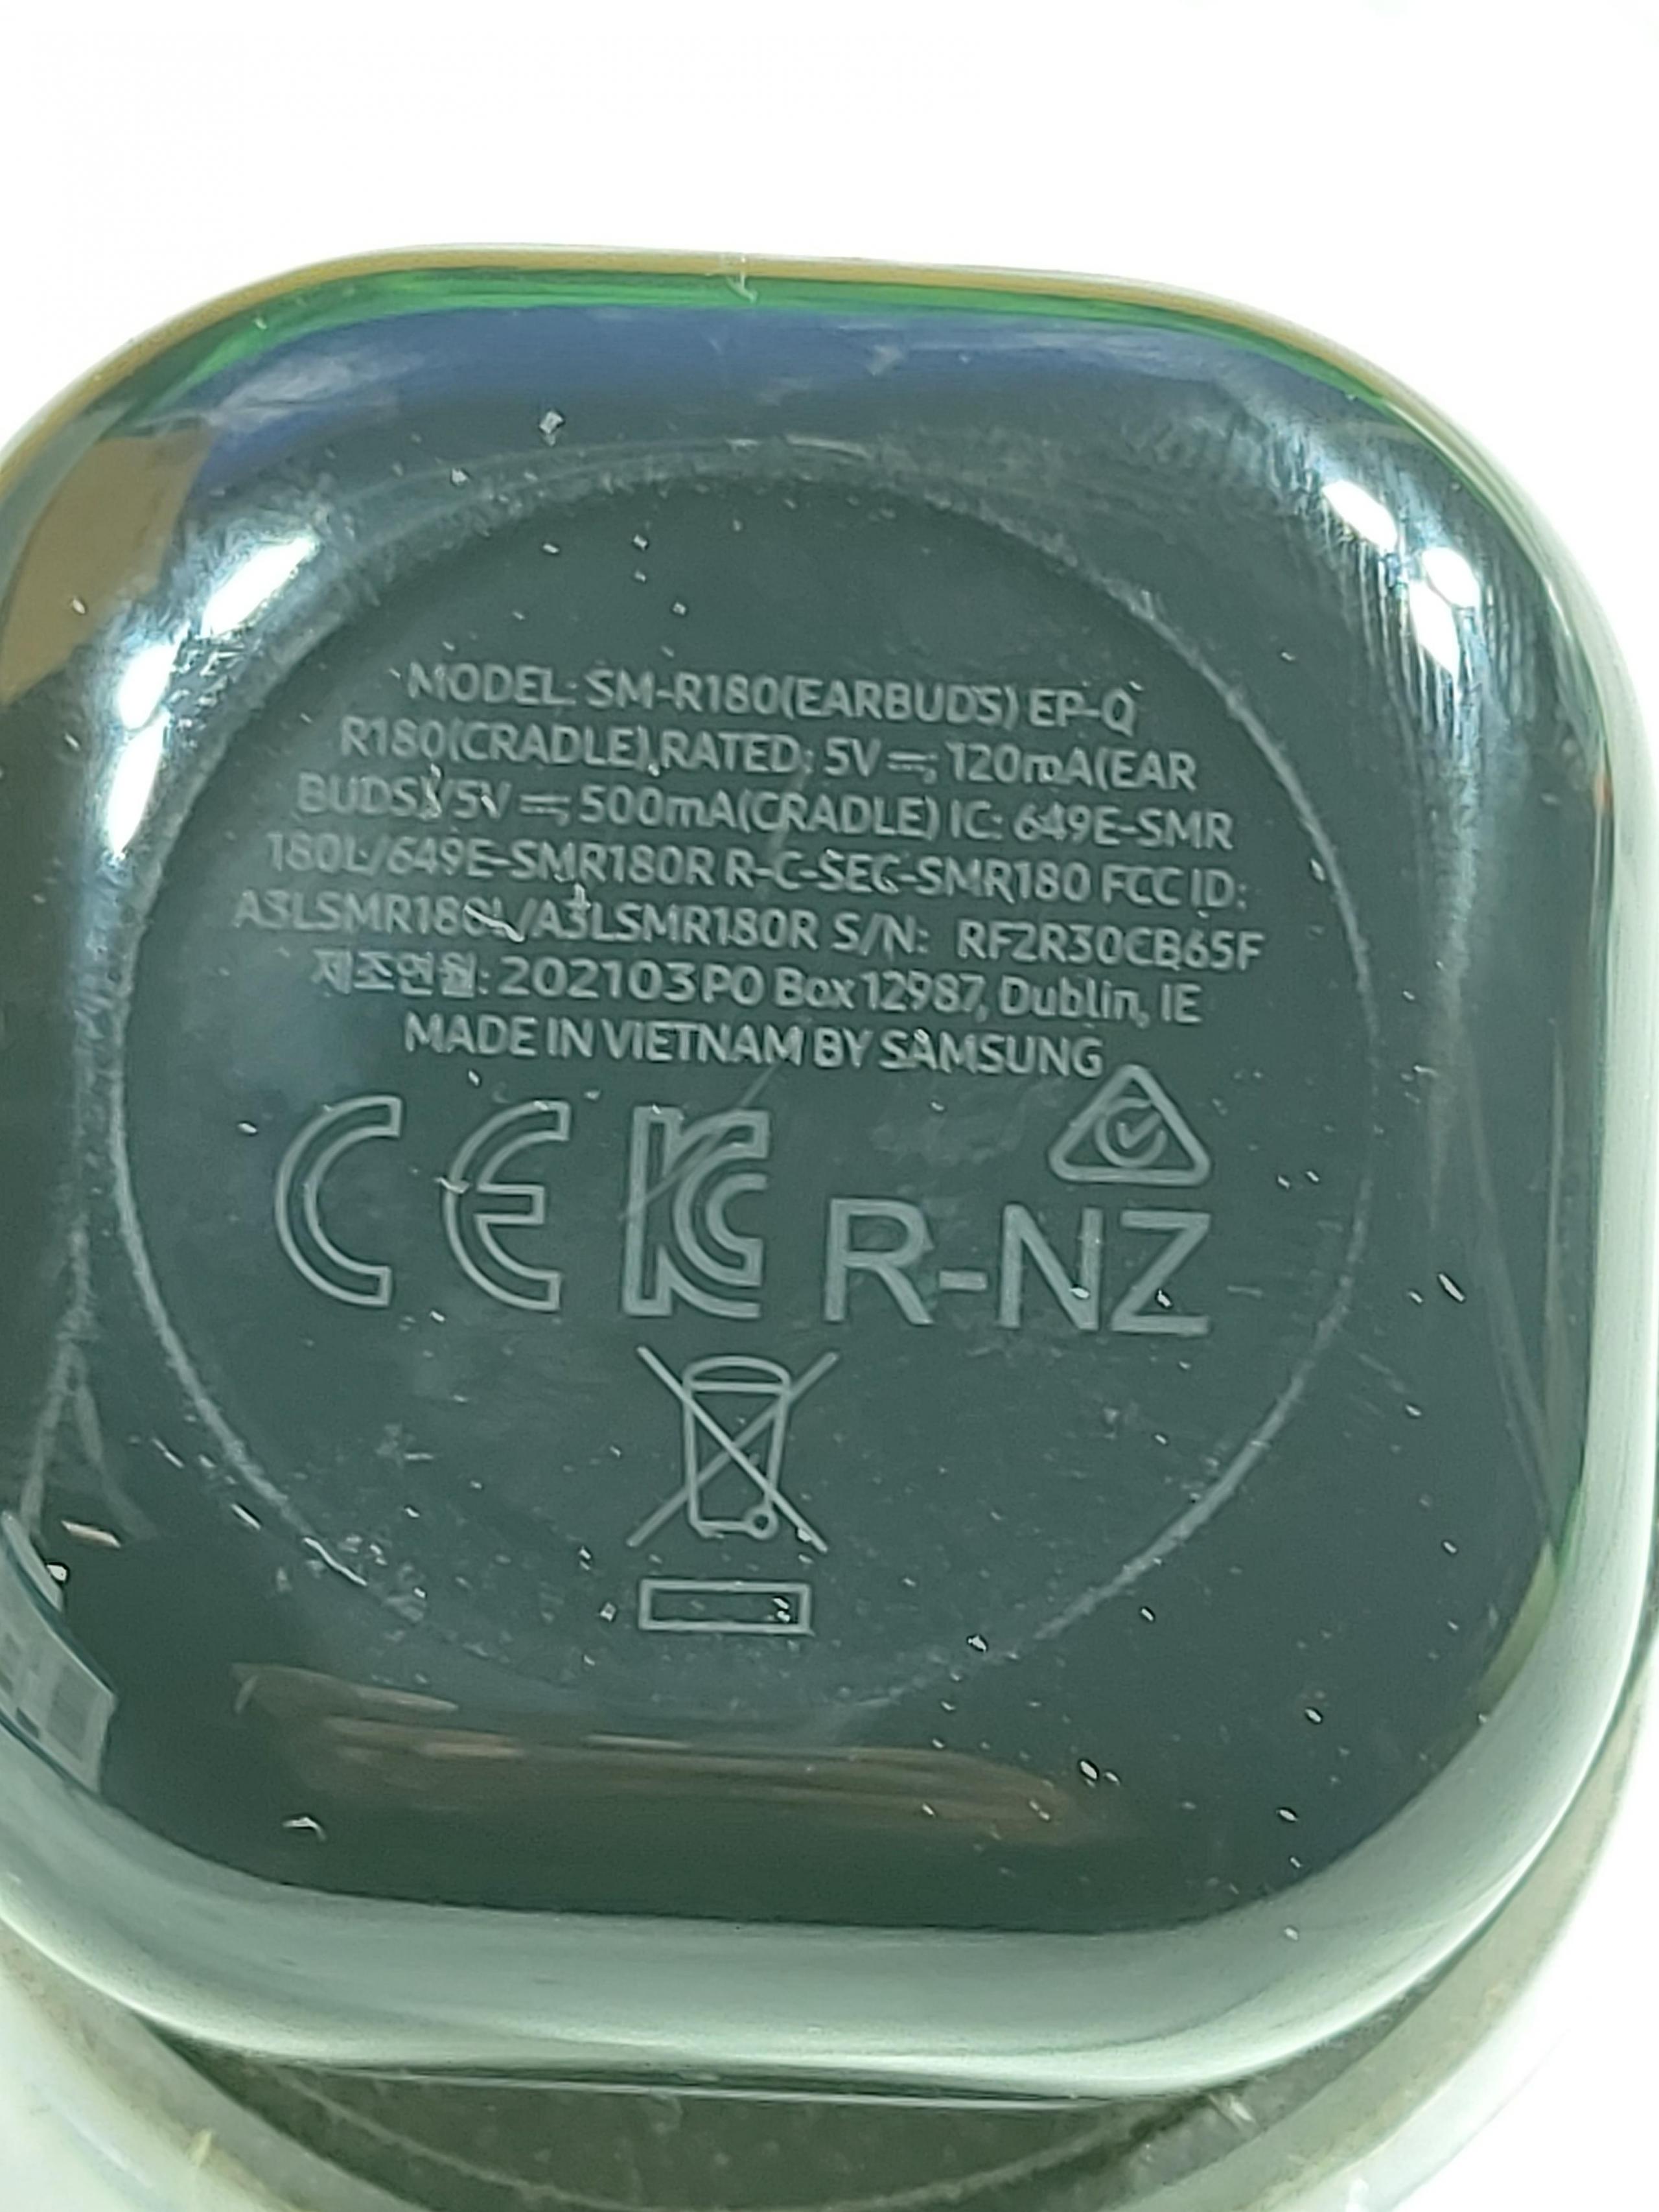 MODEL: SM-R180(EARBUDS) EP-Q
R180(CRADLE),RATED: 5V ⎓; 120mA(EAR
BUDS)/5V ⎓; 500mA(CRADLE) IC: 649E-SMR
180L/649E-SMR180R R-C-SEC-SMR180 FCC ID:
A3LSMR180L/A3LSMR180R S/N: RF2R30CB65F
제조연월: 202103 PO Box 12987, Dublin, IE
MADE IN VIETNAM BY SAMSUNG
CE KC R-NZ